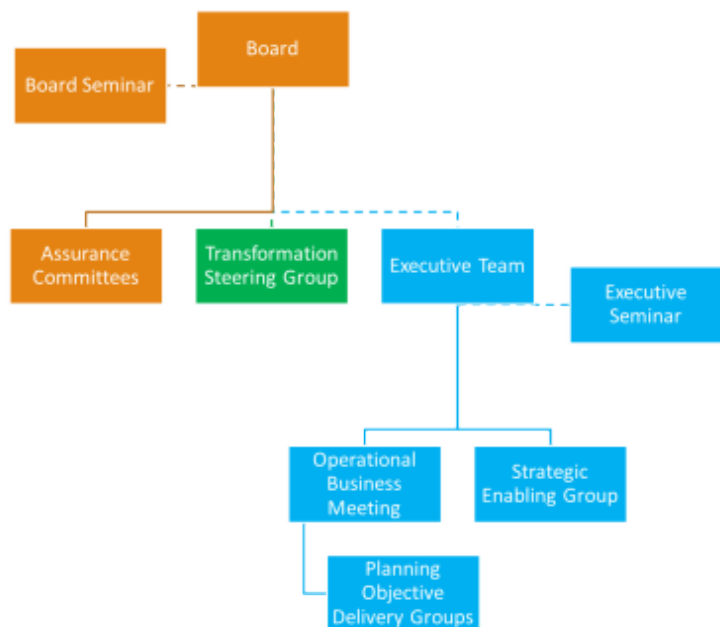 Board
Board Seminar
Assurance
Committees
Transformation
Steering Group
Executive Team
Executive
Seminar
Operational
Business
Meeting
Strategic
Enabling Group
Planning
Objective
Delivery Groups